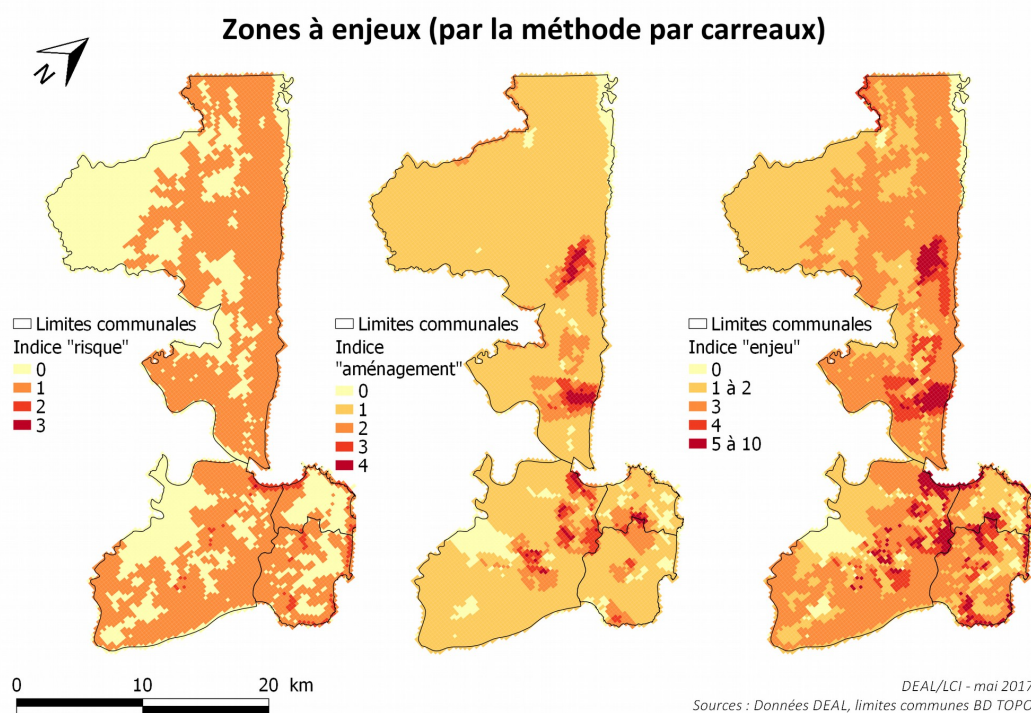 Zones à enjeux (par la méthode par carreaux)
N
Limites communales
Indice "risque"
0
1
2
3
Limites communales
Indice
"aménagement"
0
1
2
3
4
Limites communales
Indice "enjeu"
0
1 à 2
3
4
5 à 10
0 10 20 km
DEAL/LCI - mai 2017
Sources : Données DEAL, limites communes BD TOPO